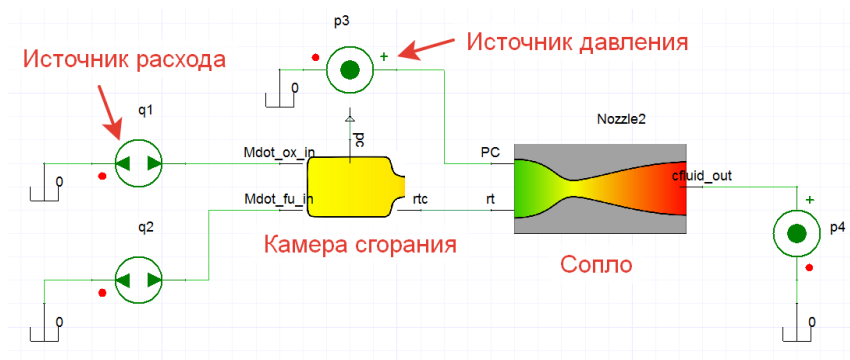 p3
Источник давления
Источник расхода
+
0
q1
Nozzle2
pc
Mdot_ox_in
PC
cfluid_out
0
Mdot_fu_in
rtc
rt
+
q2
p4
Камера сгорания
Сопло
0
0